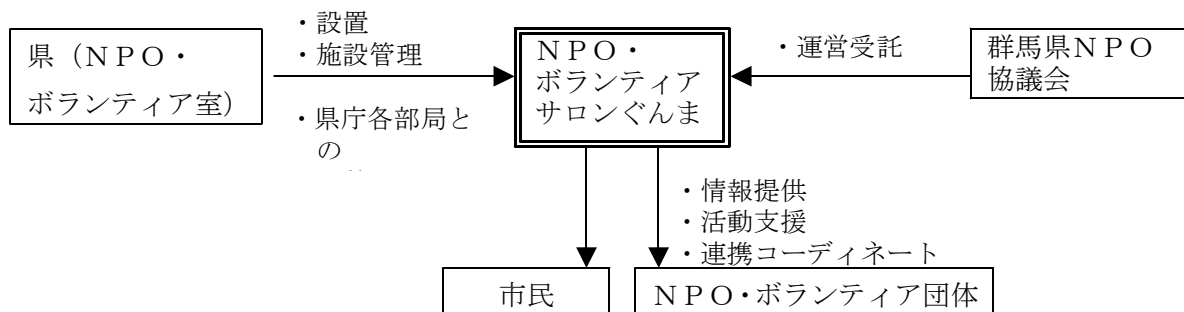 ・設置
・施設管理
県（ＮＰＯ・
ボランティア室）
・県庁各部局と
の
ＮＰＯ・
ボランティア
サロンぐんま
・運営受託
群馬県ＮＰＯ
協議会
・情報提供
・活動支援
・連携コーディネート
市民
ＮＰＯ・ボランティア団体